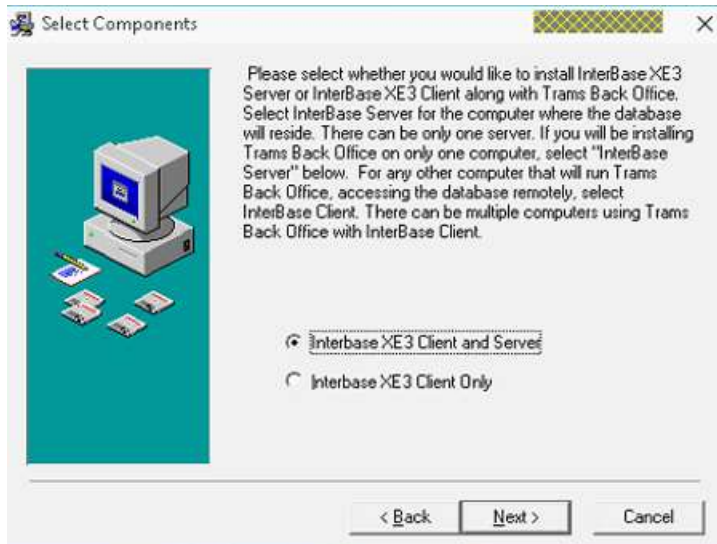 Select Components
Please select whether you would like to install InterBase XE3
Server or InterBase XE3 Client along with Trams Back Office.
Select InterBase Server for the computer where the database
will reside. There can be only one server. If you will be installing
Trams Back Office on only one computer, select "InterBase
Server" below. For any other computer that will run Trams
Back Office, accessing the database remotely, select
InterBase Client. There can be multiple computers using Trams
Back Office with InterBase Client.
Interbase XE3 Client and Server
Interbase XE3 Client Only
< Back
Next >
Cancel